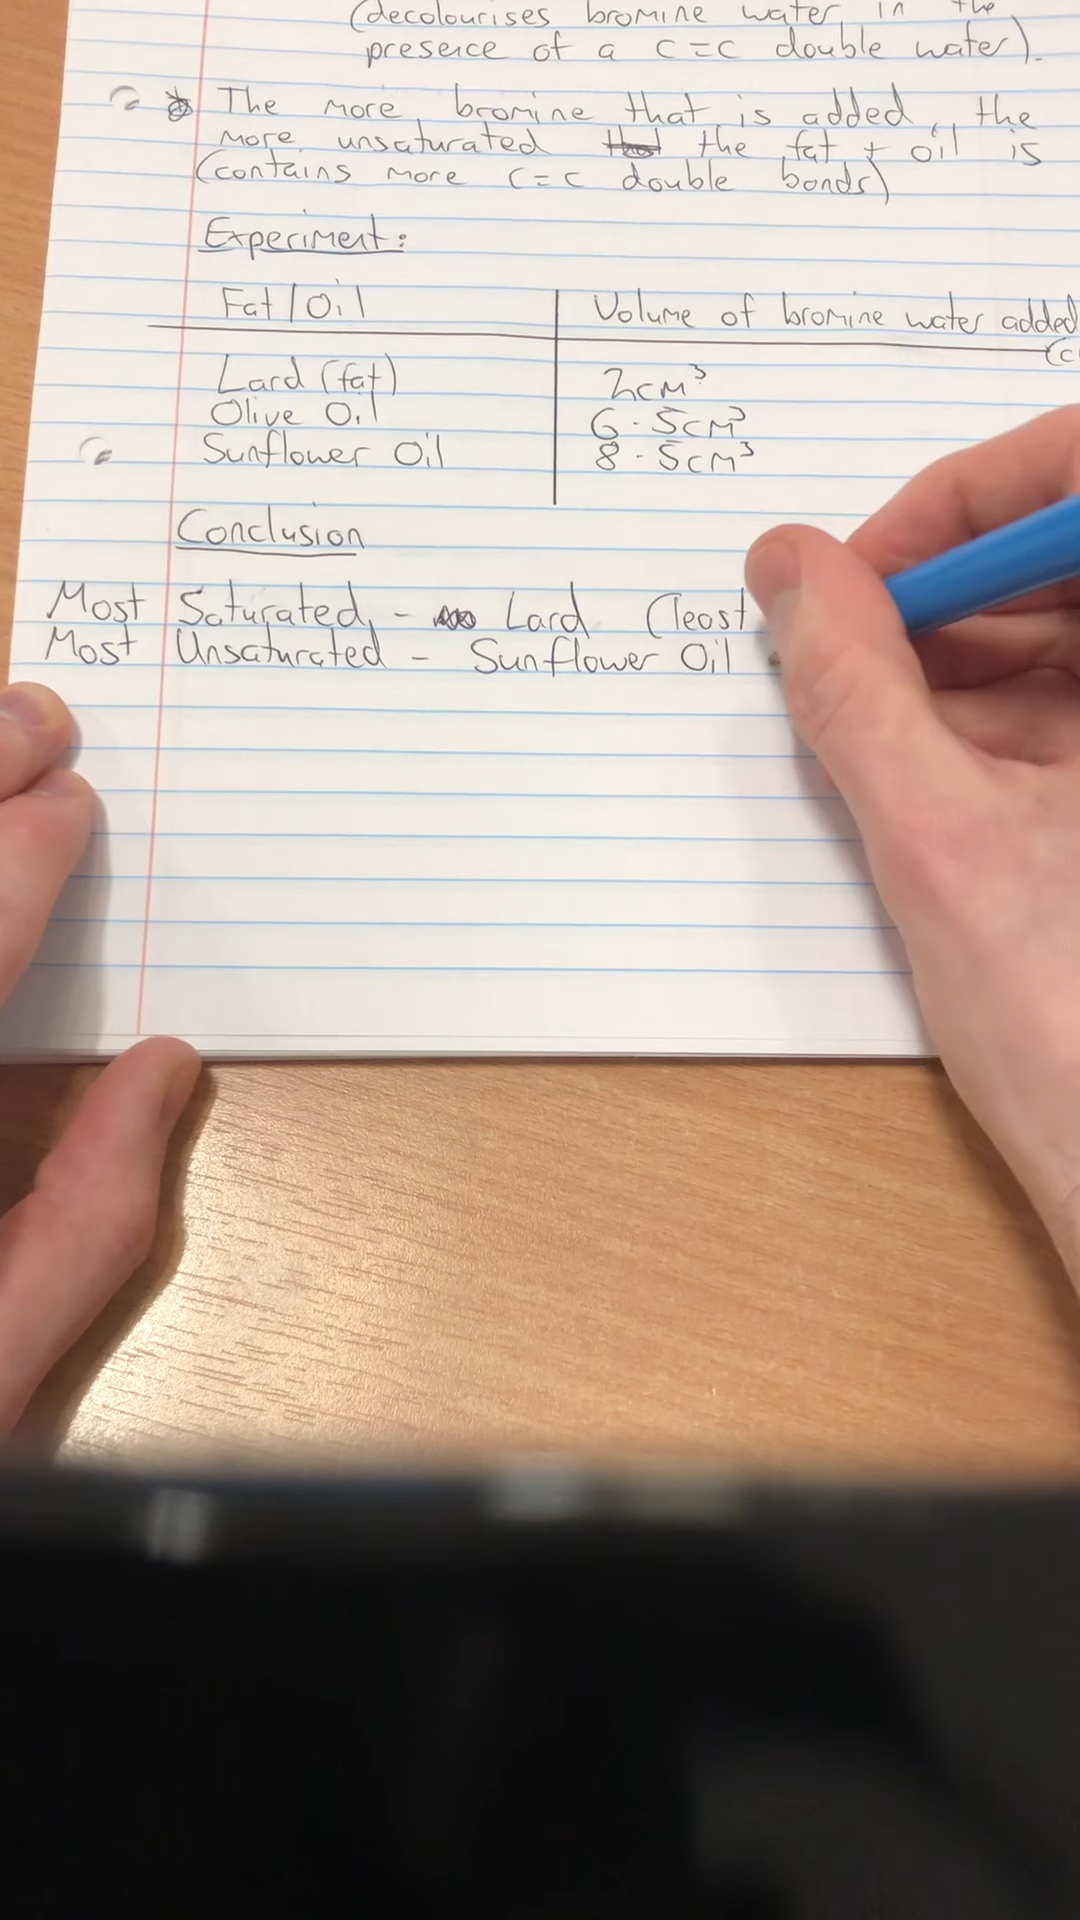 (decolourises bromine water in the
presence of a C=C double water).
The more bromine that is added, the
more unsaturated the fat + oil is
(contains more C=C double bonds)
Experiment:
Fat / Oil | Volume of bromine water added
(c
Lard (fat) 2cm³
Olive Oil 6.5cm³
Sunflower Oil 8.5cm³
Conclusion
Most Saturated - Lard (least
Most Unsaturated - Sunflower Oil